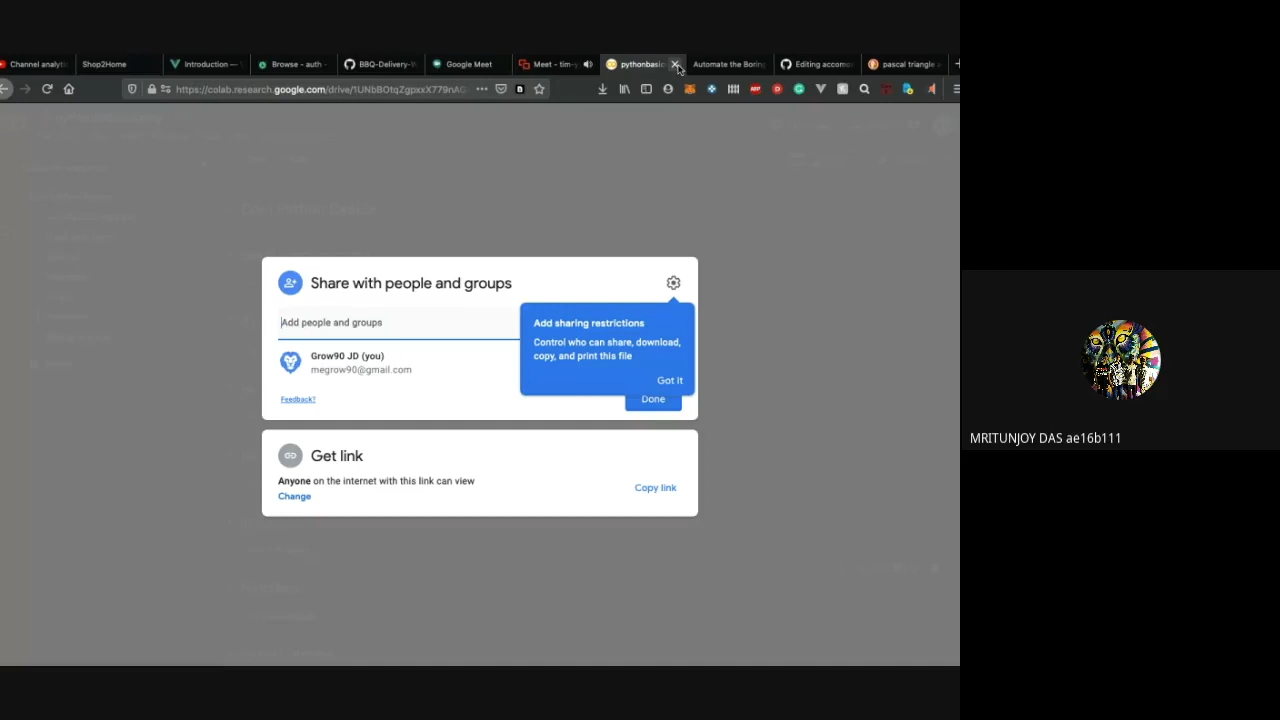 Channel analyti
Shop2Home
Introduction —
Browse - auth -
BBQ-Delivery-
Google Meet
Meet - tim-
pythonbasic
Automate the Boring
Editing accomo
pascal triangle
https://colab.research.google.com/drive/1UNbBOtqZgpxxX779nAG
Share with people and groups
Add people and groups
Add sharing restrictions
Control who can share, download,
copy, and print this file
Got it
Grow90 JD (you)
megrow90@gmail.com
Feedback?
Done
Get link
Anyone on the internet with this link can view
Change
Copy link
MRITUNJOY DAS ae16b111